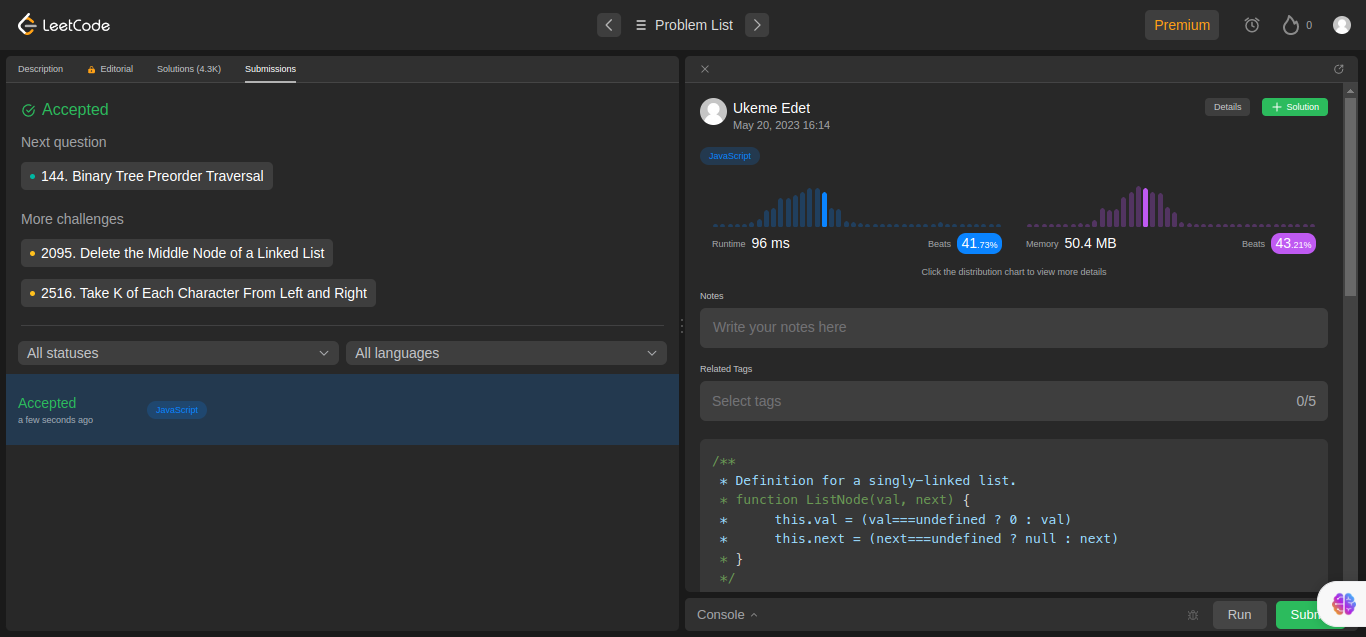 LeetCode
Problem List
Premium
0
Description
Editorial
Solutions (4.3K)
Submissions
Accepted
Next question
144. Binary Tree Preorder Traversal
More challenges
2095. Delete the Middle Node of a Linked List
2516. Take K of Each Character From Left and Right
All statuses
All languages
Accepted
a few seconds ago
JavaScript
Ukeme Edet
May 20, 2023 16:14
Details
Solution
JavaScript
Runtime 96 ms
Beats 41.73%
Memory 50.4 MB
Beats 43.21%
Click the distribution chart to view more details
Notes
Write your notes here
Related Tags
Select tags
0/5
/**
* Definition for a singly-linked list.
* function ListNode(val, next) {
*     this.val = (val===undefined ? 0 : val)
*     this.next = (next===undefined ? null : next)
* }
*/
Console
Run